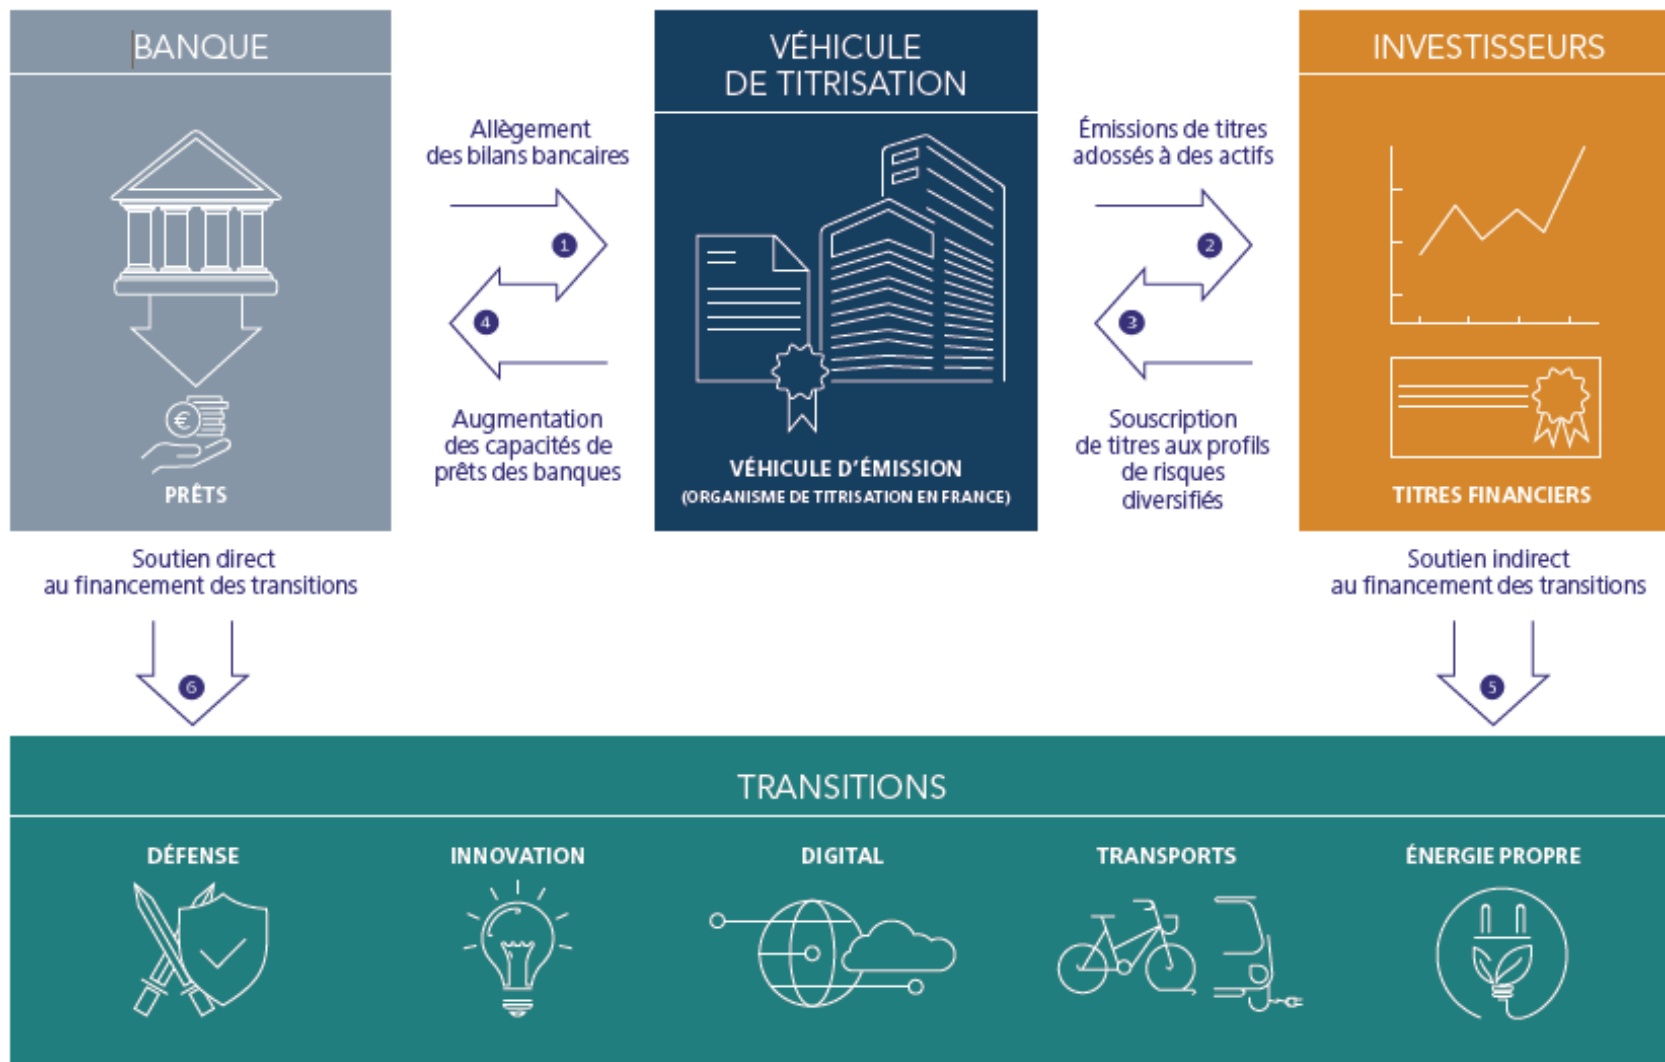 BANQUE
VÉHICULE
DE TITRISATION
INVESTISSEURS
Allègement
des bilans bancaires
Émissions de titres
adossés à des actifs
1
2
4
3
€
Augmentation
des capacités de
prêts des banques
Souscription
de titres aux profils
de risques
diversifiés
PRÊTS
VÉHICULE D'ÉMISSION
(ORGANISME DE TITRISATION EN FRANCE)
TITRES FINANCIERS
Soutien direct
au financement des transitions
Soutien indirect
au financement des transitions
6
5
TRANSITIONS
DÉFENSE
INNOVATION
DIGITAL
TRANSPORTS
ÉNERGIE PROPRE